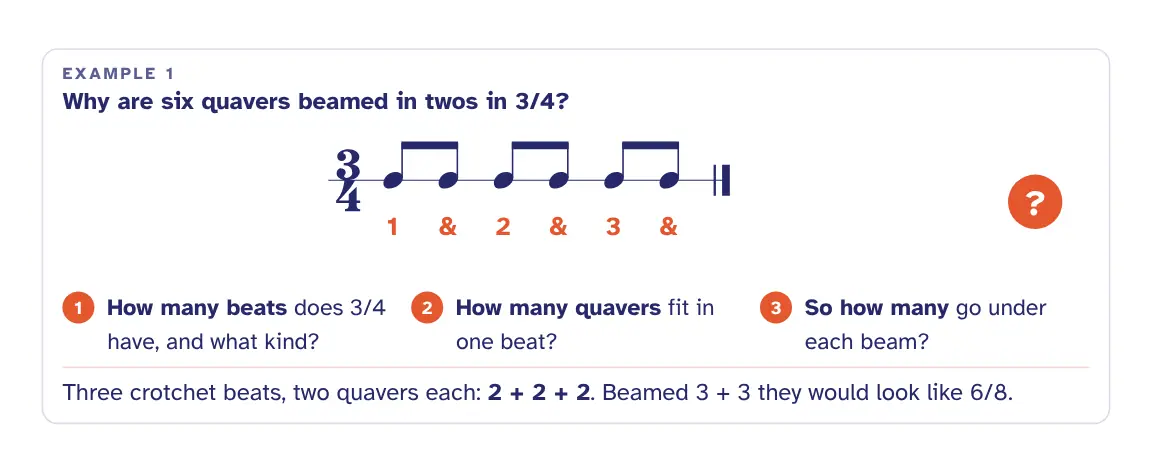 EXAMPLE 1
Why are six quavers beamed in twos in 3/4?
3
4
1 & 2 & 3 &
?
1 How many beats does 3/4
have, and what kind?
2 How many quavers fit in
one beat?
3 So how many go under
each beam?
Three crotchet beats, two quavers each: 2 + 2 + 2. Beamed 3 + 3 they would look like 6/8.